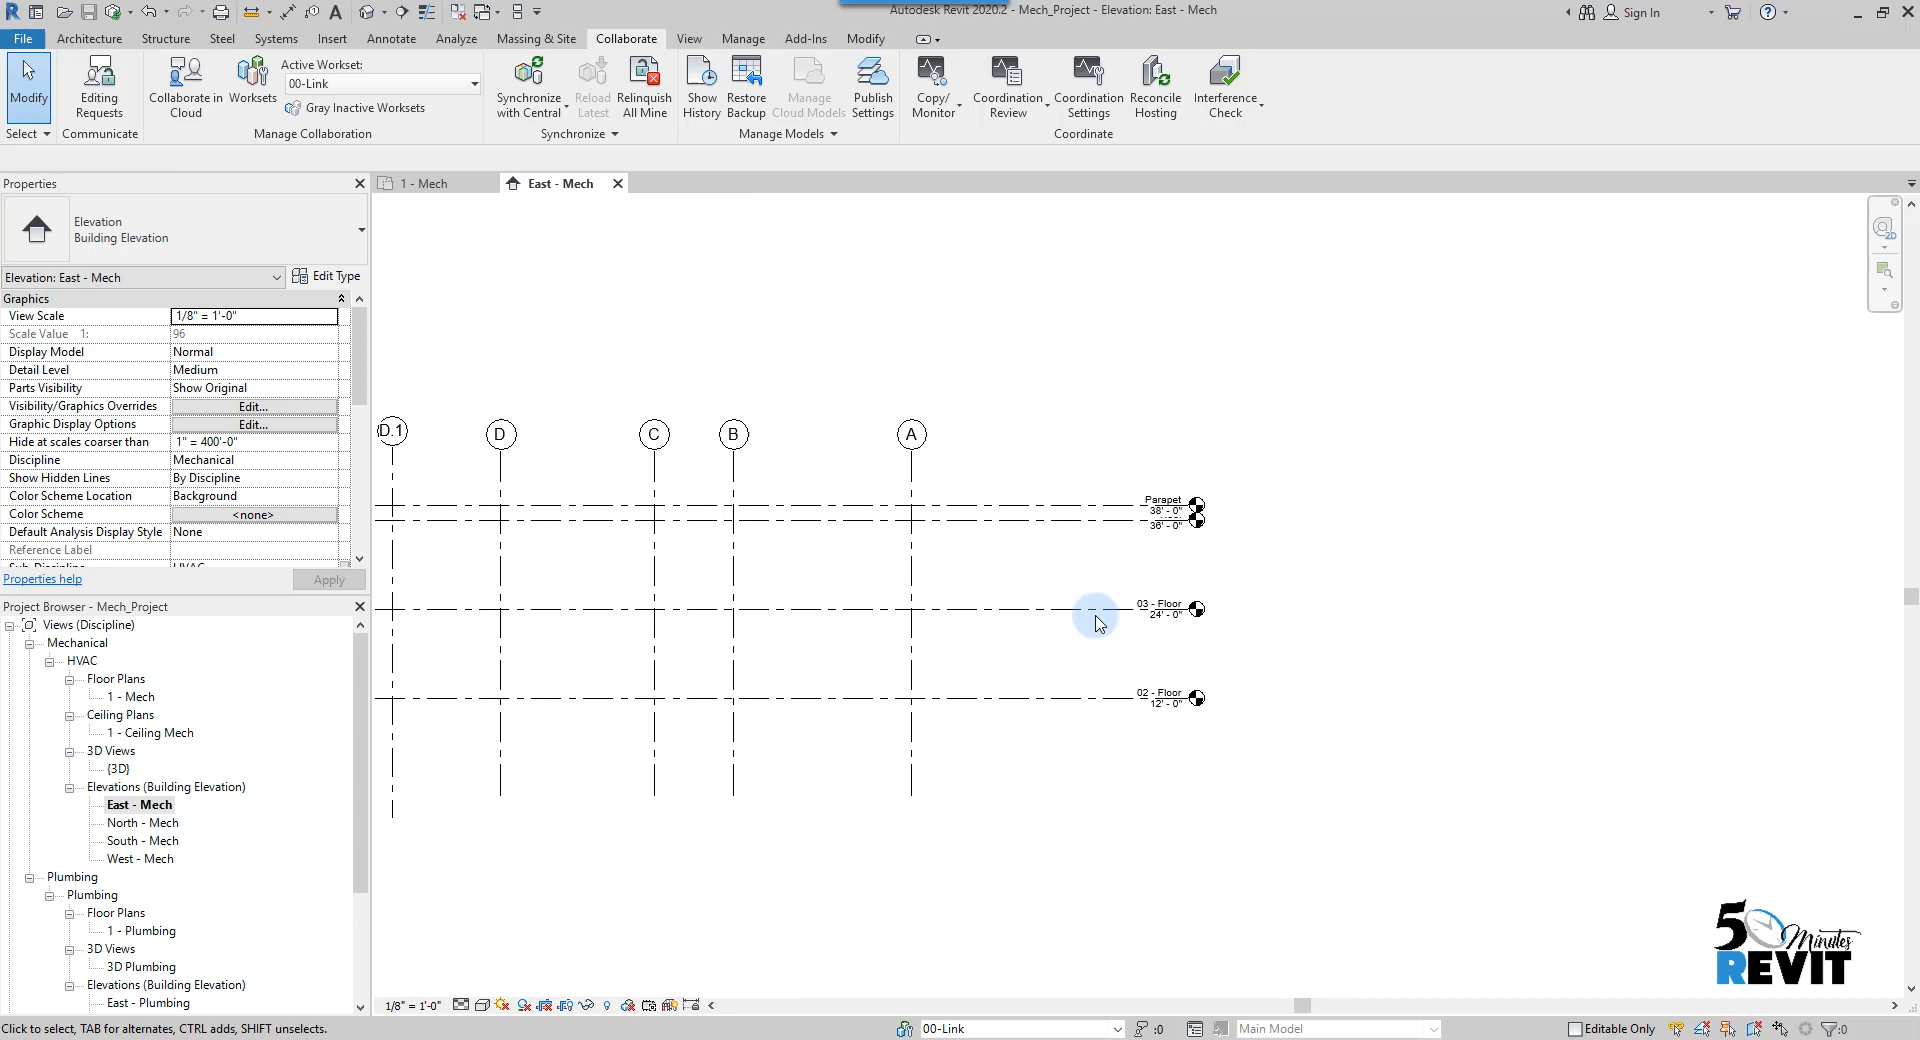 Autodesk Revit 2020.2 - Mech_Project - Elevation: East - Mech
Sign In
File
Architecture
Structure
Steel
Systems
Insert
Annotate
Analyze
Massing & Site
Collaborate
View
Manage
Add-Ins
Modify
Modify
Editing Requests
Collaborate in Cloud
Worksets
Active Workset:
00-Link
Gray Inactive Worksets
Synchronize with Central
Reload Latest
Relinquish All Mine
Show History
Restore Backup
Manage Cloud Models
Publish Settings
Copy/ Monitor
Coordination Review
Coordination Settings
Reconcile Hosting
Interference Check
Select
Communicate
Manage Collaboration
Synchronize
Manage Models
Coordinate
Properties
1 - Mech
East - Mech
Elevation
Building Elevation
Elevation: East - Mech
Edit Type
Graphics
View Scale 1/8" = 1'-0"
Scale Value 1: 96
Display Model Normal
Detail Level Medium
Parts Visibility Show Original
Visibility/Graphics Overrides Edit...
Graphic Display Options Edit...
Hide at scales coarser than 1" = 400'-0"
Discipline Mechanical
Show Hidden Lines By Discipline
Color Scheme Location Background
Color Scheme <none>
Default Analysis Display Style None
Reference Label
Sub-Discipline HVAC
Properties help
Apply
Project Browser - Mech_Project
Views (Discipline)
Mechanical
HVAC
Floor Plans
1 - Mech
Ceiling Plans
1 - Ceiling Mech
3D Views
{3D}
Elevations (Building Elevation)
East - Mech
North - Mech
South - Mech
West - Mech
Plumbing
Plumbing
Floor Plans
1 - Plumbing
3D Views
3D Plumbing
Elevations (Building Elevation)
East - Plumbing
D.1
D
C
B
A
Parapet
38' - 0"
36' - 0"
03 - Floor
24' - 0"
02 - Floor
12' - 0"
2D
50 Minutes
REVIT
1/8" = 1'-0"
Click to select, TAB for alternates, CTRL adds, SHIFT unselects.
00-Link
:0
Main Model
Editable Only
:0